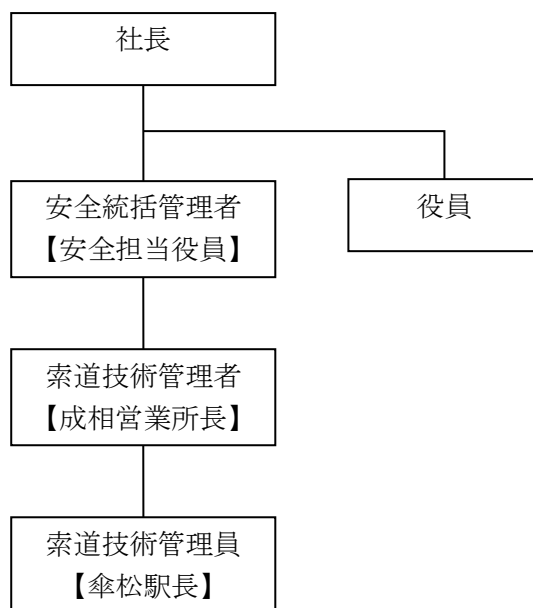 社長
安全統括管理者
【安全担当役員】
役員
索道技術管理者
【成相営業所長】
索道技術管理員
【傘松駅長】